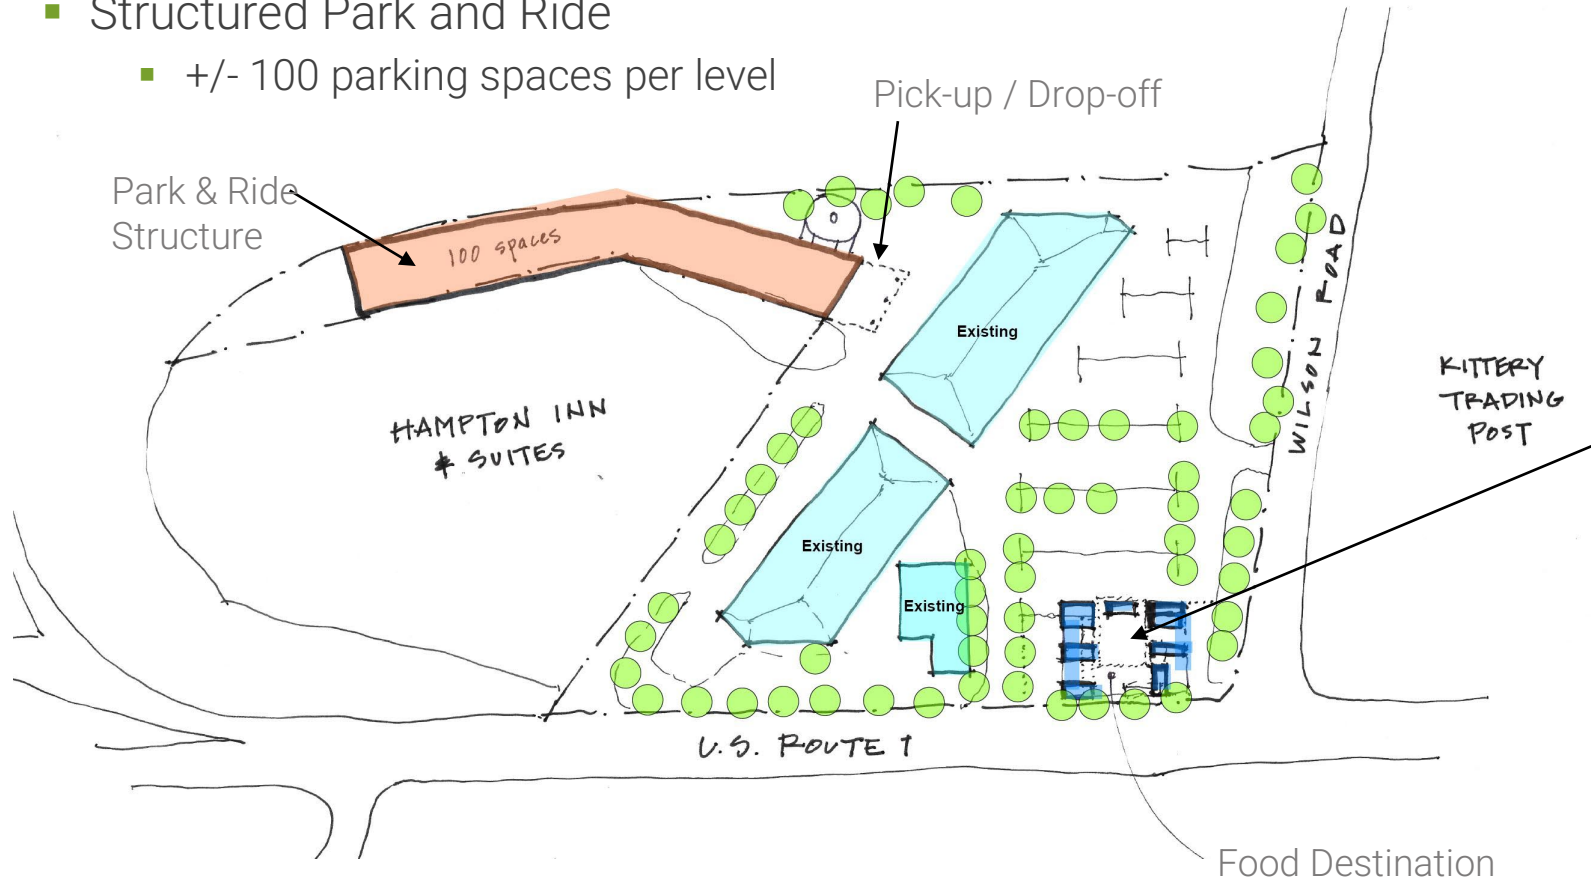 Structured Park and Ride
+/- 100 parking spaces per level
Pick-up / Drop-off
Park & Ride
Structure
100 spaces
Existing
WILSON ROAD
KITTERY
TRADING
POST
HAMPTON INN
& SUITES
Existing
Existing
U.S. ROUTE 1
Food Destination